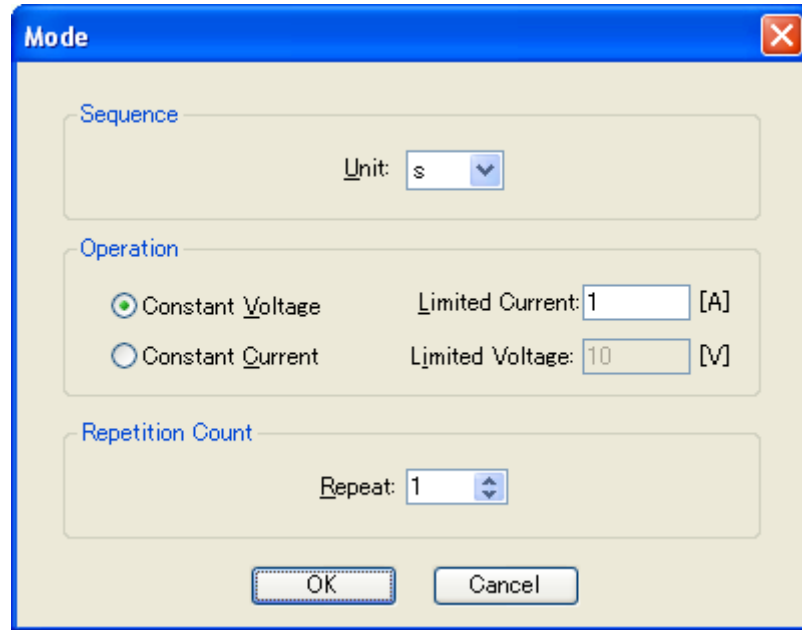 Mode
Sequence
Unit: s
Operation
Constant Voltage Limited Current: 1 [A]
Constant Current Limited Voltage: 10 [V]
Repetition Count
Repeat: 1
OK Cancel